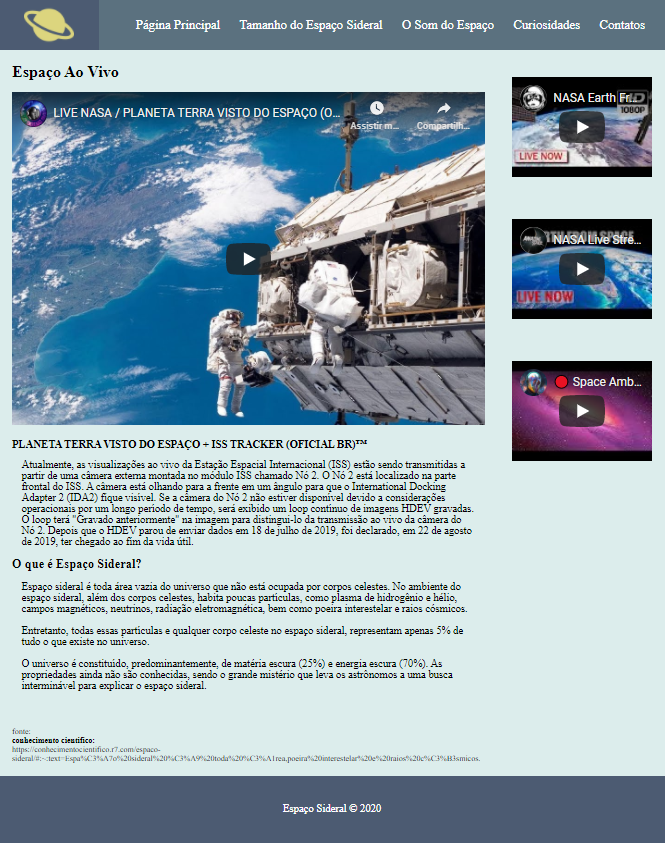 Página Principal Tamanho do Espaço Sideral O Som do Espaço Curiosidades Contatos
Espaço Ao Vivo
LIVE NASA / PLANETA TERRA VISTO DO ESPAÇO (O...
Assistir m...
Compartilh...
NASA Earth Fr...
HD
1080P
LIVE NOW
NASA Live Stre...
TH FROM SPACE
LIVE NOW
Space Amb...
PLANETA TERRA VISTO DO ESPAÇO + ISS TRACKER (OFICIAL BR)™
Atualmente, as visualizações ao vivo da Estação Espacial Internacional (ISS) estão sendo transmitidas a
partir de uma câmera externa montada no módulo ISS chamado Nó 2. O Nó 2 está localizado na parte
frontal do ISS. A câmera está olhando para a frente em um ângulo para que o International Docking
Adapter 2 (IDA2) fique visível. Se a câmera do Nó 2 não estiver disponível devido a considerações
operacionais por um longo período de tempo, será exibido um loop contínuo de imagens HDEV gravadas.
O loop terá "Gravado anteriormente" na imagem para distingui-lo da transmissão ao vivo da câmera do
Nó 2. Depois que o HDEV parou de enviar dados em 18 de julho de 2019, foi declarado, em 22 de agosto
de 2019, ter chegado ao fim da vida útil.
O que é Espaço Sideral?
Espaço sideral é toda área vazia do universo que não está ocupada por corpos celestes. No ambiente do
espaço sideral, além dos corpos celestes, habita poucas partículas, como plasma de hidrogênio e hélio,
campos magnéticos, neutrinos, radiação eletromagnética, bem como poeira interestelar e raios cósmicos.
Entretanto, todas essas partículas e qualquer corpo celeste no espaço sideral, representam apenas 5% de
tudo o que existe no universo.
O universo é constituído, predominantemente, de matéria escura (25%) e energia escura (70%). As
propriedades ainda não são conhecidas, sendo o grande mistério que leva os astrônomos a uma busca
interminável para explicar o espaço sideral.
fonte:
conhecimento cientifico:
https://conhecimentocientifico.r7.com/espaco-
sideral/#:~:text=Espa%C3%A7o%20sideral%20%C3%A9%20toda%20%C3%A1rea,poeira%20interestelar%20e%20raios%20c%C3%B3smicos.
Espaço Sideral © 2020